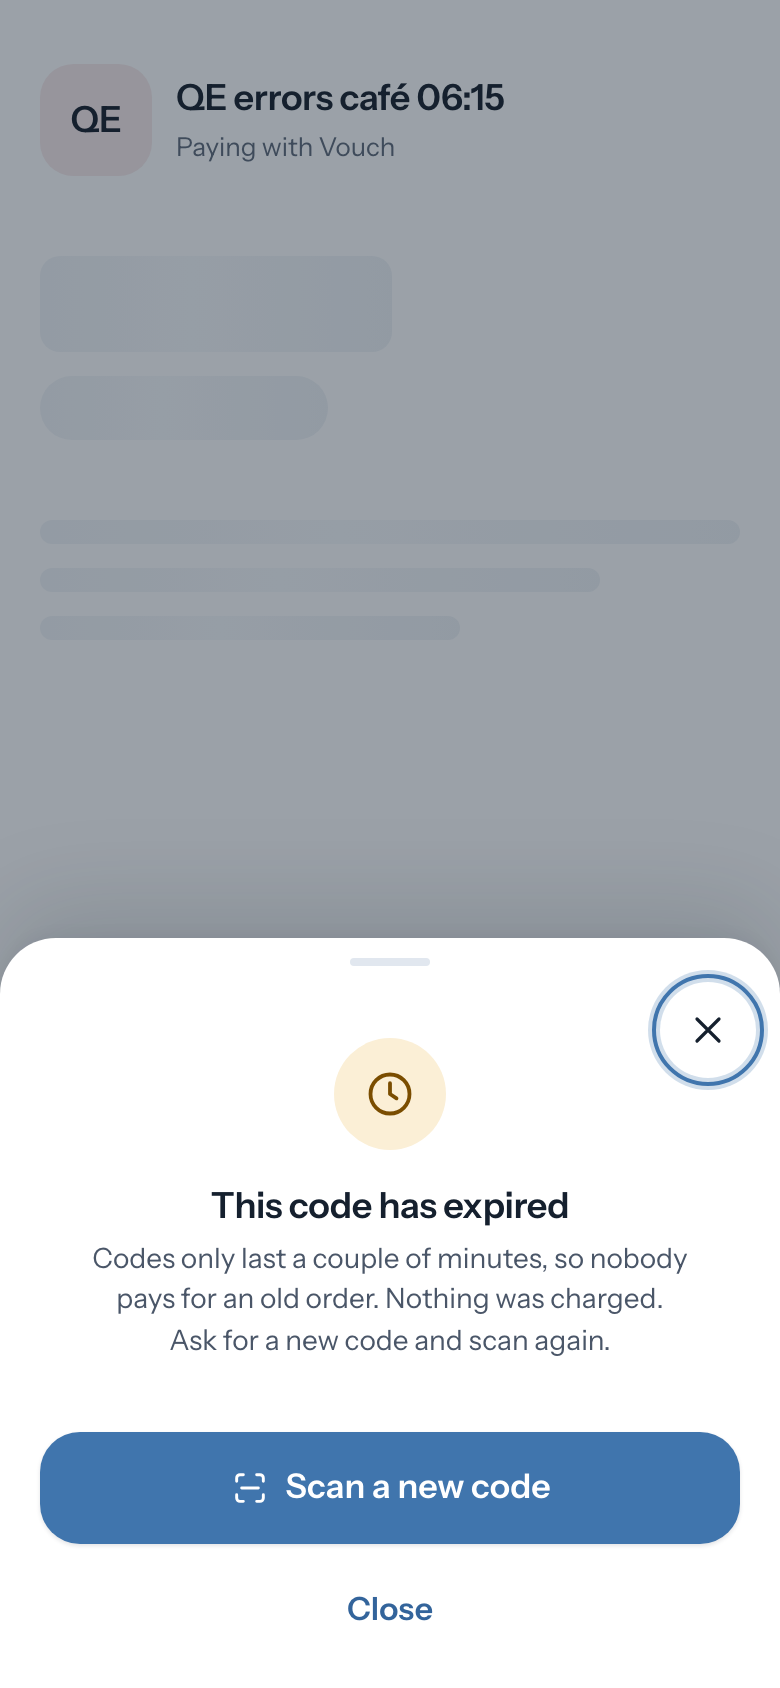 QE
QE errors café 06:15
Paying with Vouch
This code has expired
Codes only last a couple of minutes, so nobody
pays for an old order. Nothing was charged.
Ask for a new code and scan again.
Scan a new code
Close